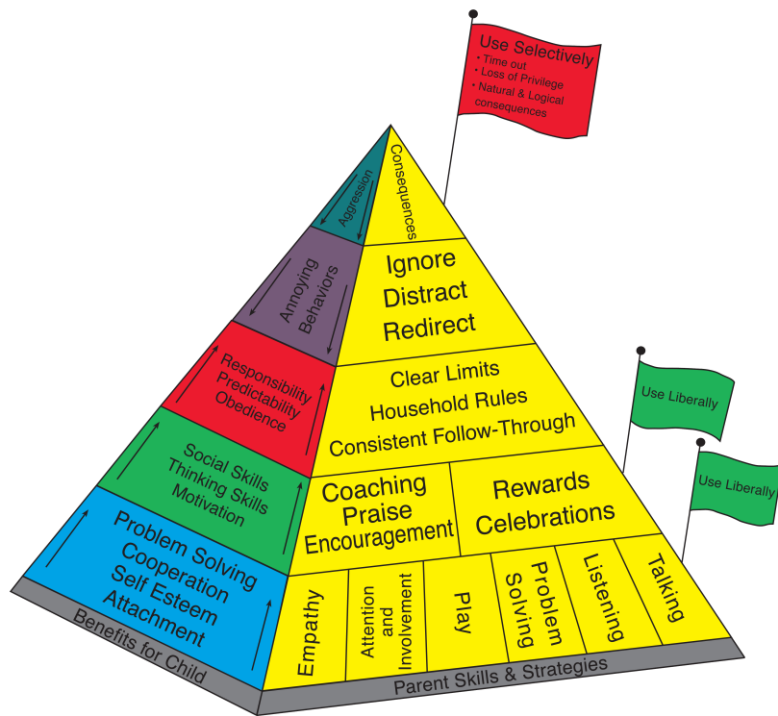 Use Selectively
• Time out
• Loss of Privilege
• Natural & Logical
consequences
Aggression
Consequences
Annoying
Behaviors
Ignore
Distract
Redirect
Responsibility
Predictability
Obedience
Clear Limits
Household Rules
Consistent Follow-Through
Use Liberally
Social Skills
Thinking Skills
Motivation
Coaching
Praise
Encouragement
Rewards
Celebrations
Use Liberally
Problem Solving
Cooperation
Self Esteem
Attachment
Empathy
Attention
and
Involvement
Play
Problem
Solving
Listening
Talking
Benefits for Child
Parent Skills & Strategies